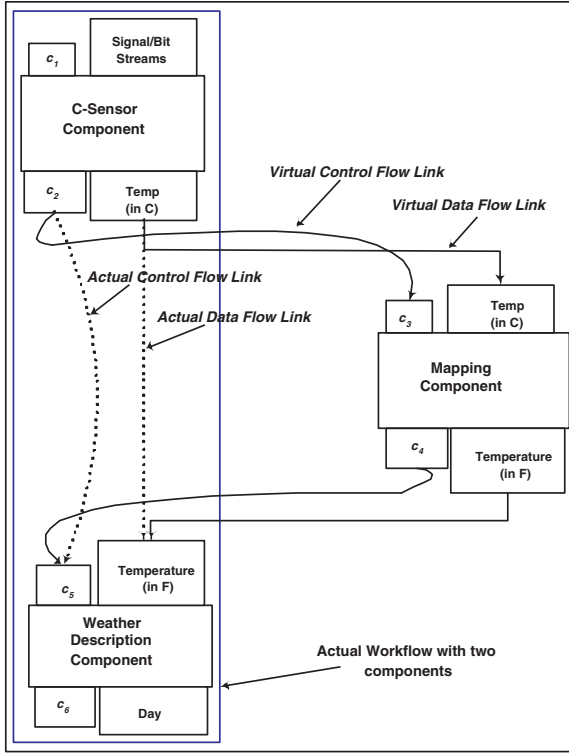 c1
Signal/Bit
Streams
C-Sensor
Component
c2
Temp
(in C)
Virtual Control Flow Link
Virtual Data Flow Link
Actual Control Flow Link
Actual Data Flow Link
c3
Temp
(in C)
Mapping
Component
c4
Temperature
(in F)
c5
Temperature
(in F)
Weather
Description
Component
c6
Day
Actual Workflow with two
components